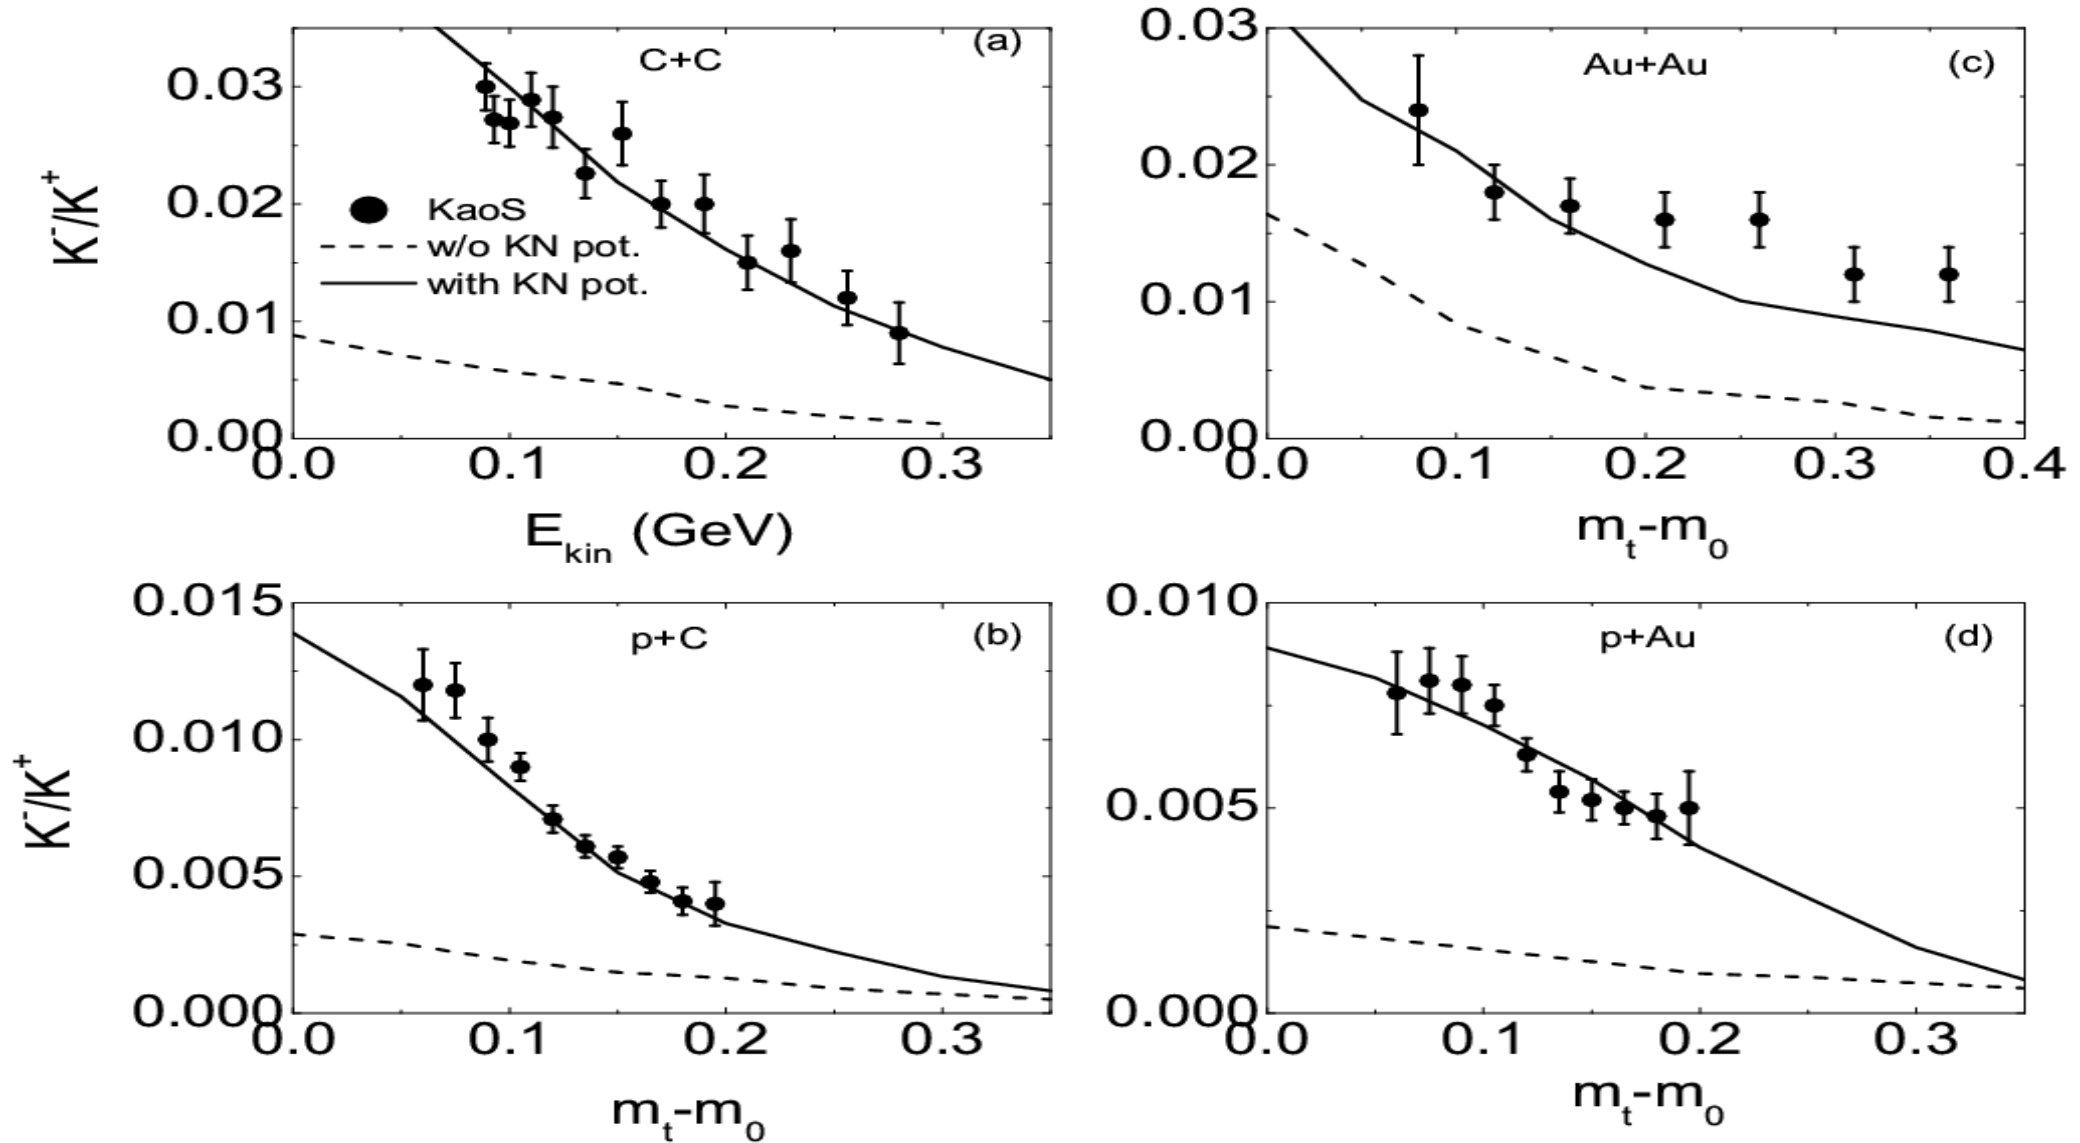 (a)
C+C
0.03
0.02
0.01
0.00
K⁻/K⁺
KaoS
w/o KN pot.
with KN pot.
0.0 0.1 0.2 0.3
E_kin (GeV)
(c)
Au+Au
0.03
0.02
0.01
0.00
0.0 0.1 0.2 0.3 0.4
m_t-m_0
(b)
p+C
0.015
0.010
0.005
0.000
K⁻/K⁺
0.0 0.1 0.2 0.3
m_t-m_0
(d)
p+Au
0.010
0.005
0.000
0.0 0.1 0.2 0.3
m_t-m_0